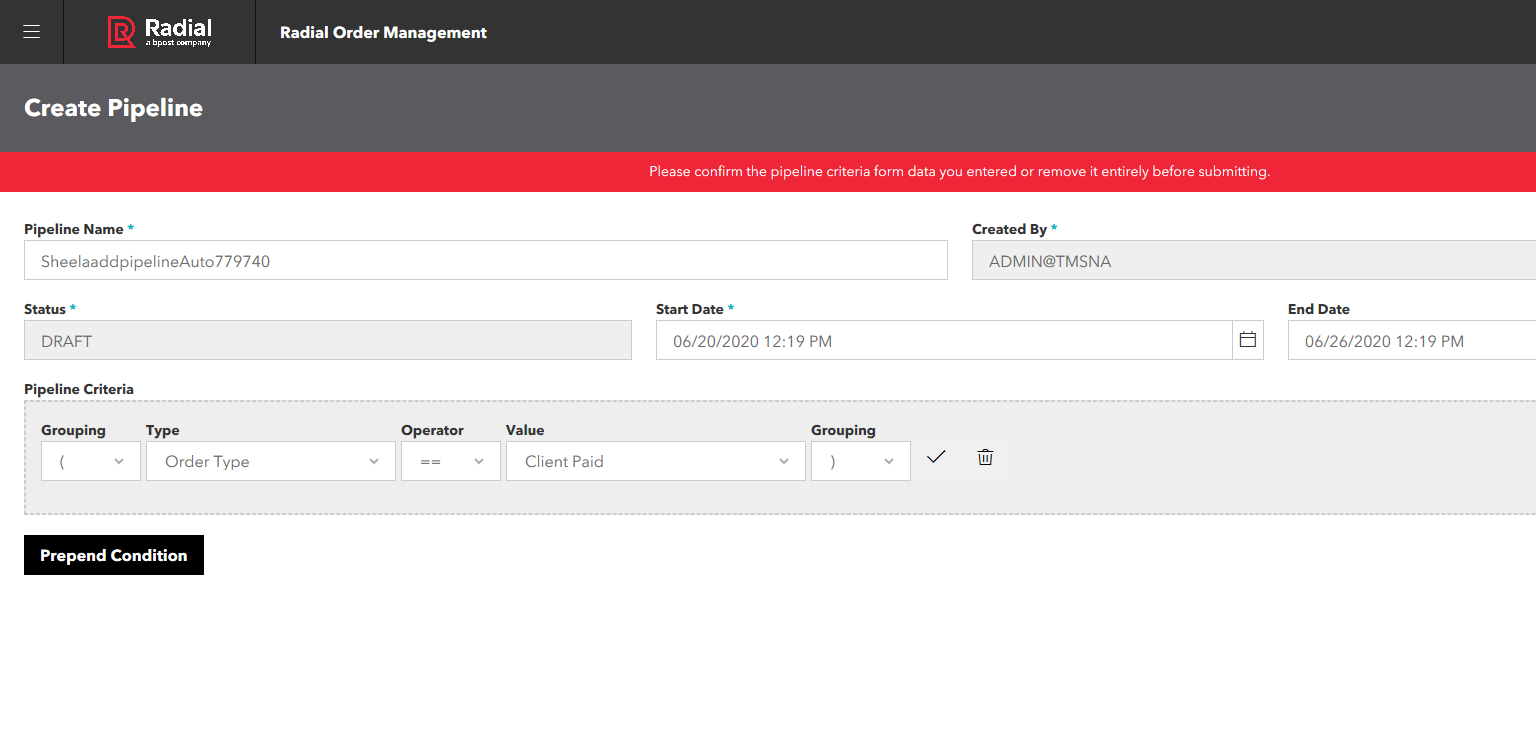 Radial
a bpost company
Radial Order Management
Create Pipeline
Please confirm the pipeline criteria form data you entered or remove it entirely before submitting.
Pipeline Name *
Created By *
SheelaaddpipelineAuto779740
ADMIN@TMSNA
Status *
Start Date *
End Date
DRAFT
06/20/2020 12:19 PM
06/26/2020 12:19 PM
Pipeline Criteria
Grouping
Type
Operator
Value
Grouping
(
Order Type
==
Client Paid
)
Prepend Condition